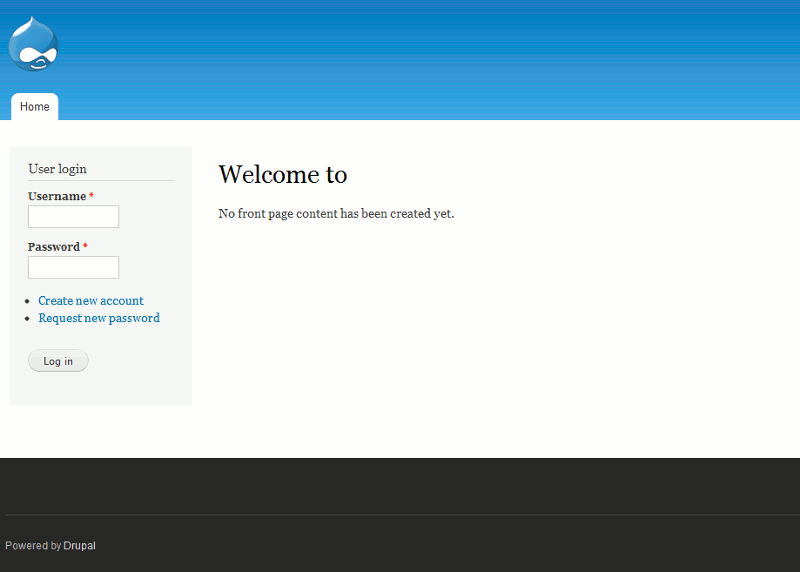 Home
User login
Username *
Password *
Create new account
Request new password
Log in
Welcome to
No front page content has been created yet.
Powered by Drupal